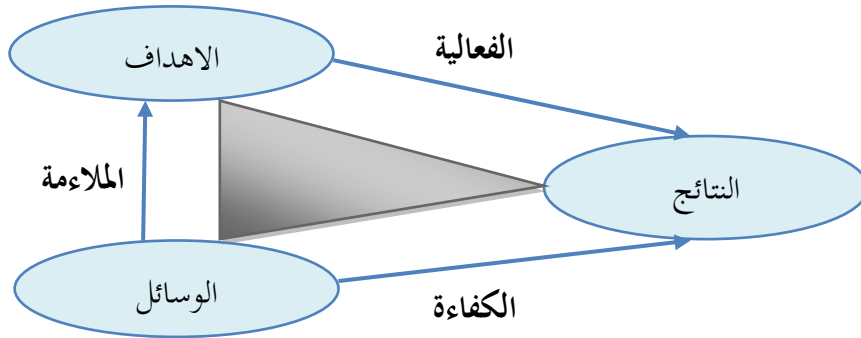 الفعالية
الاهداف
الملاءمة
النتائج
الوسائل
الكفاءة